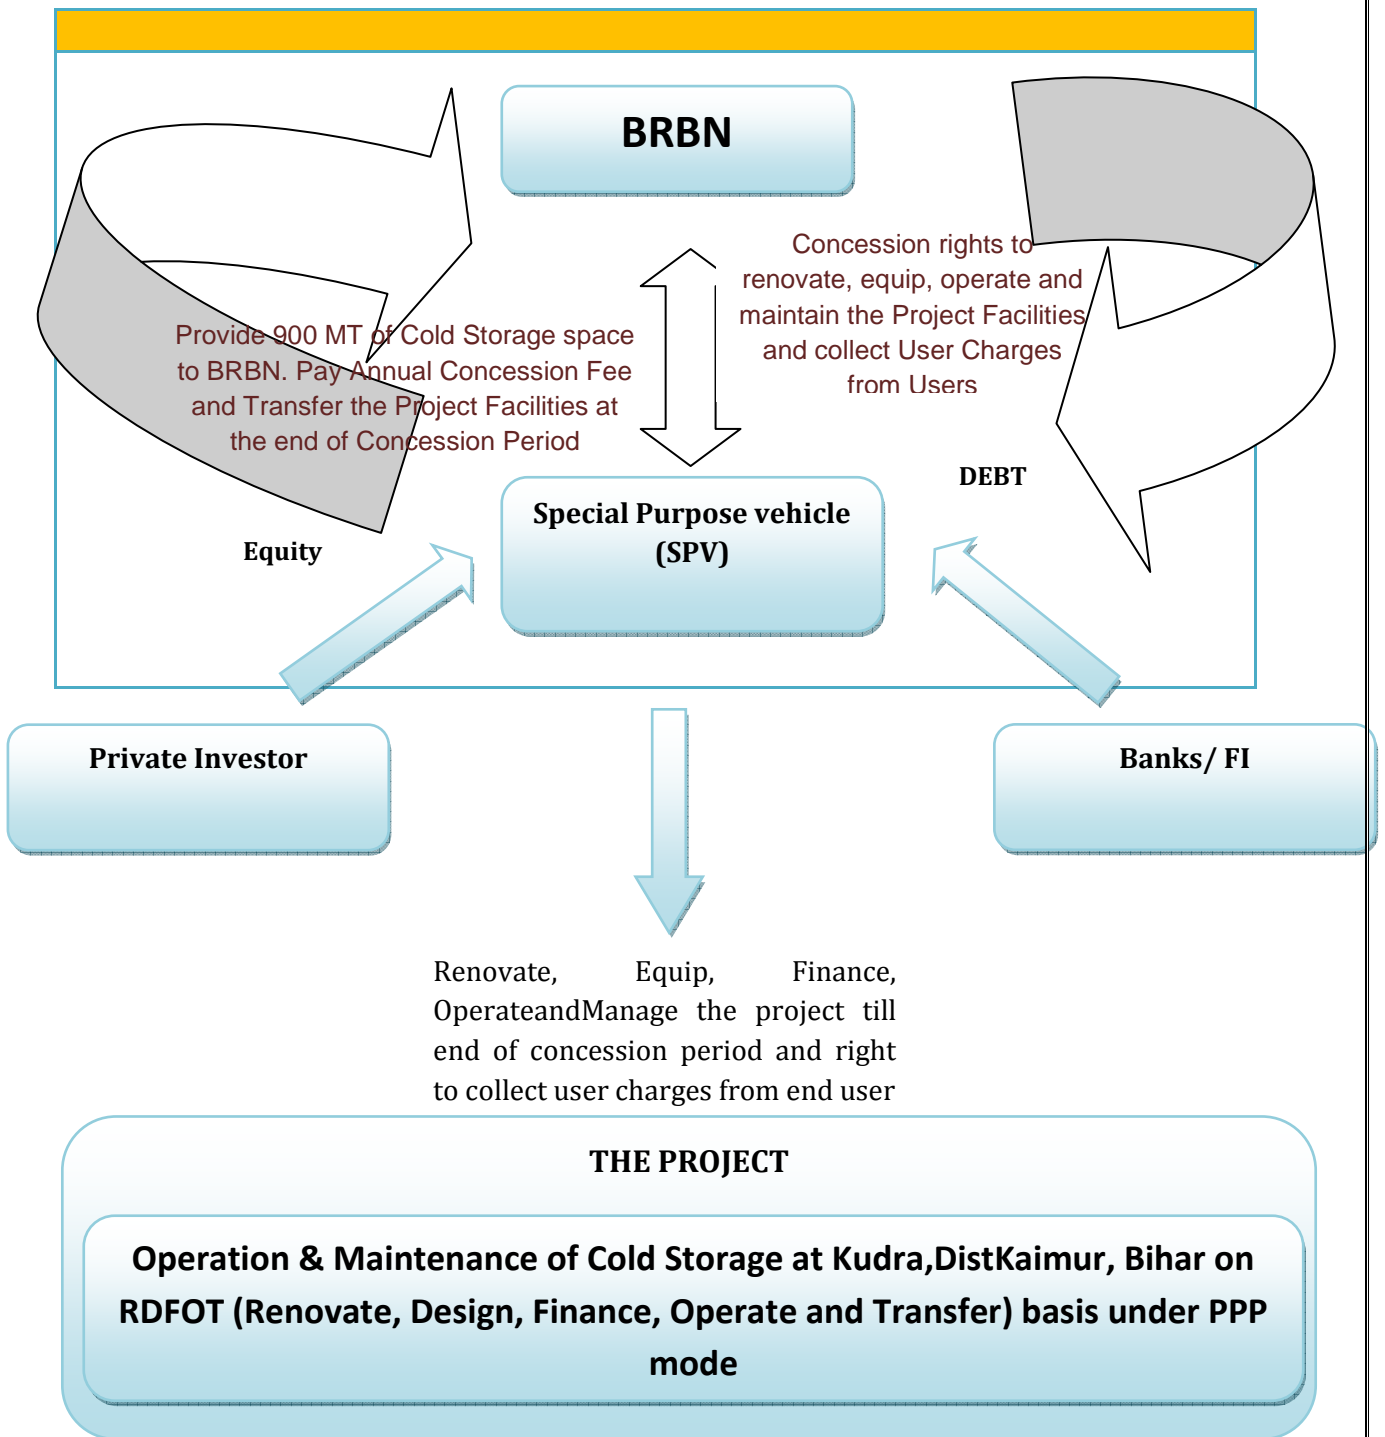 BRBN
Concession rights to
renovate, equip, operate and
maintain the Project Facilities
and collect User Charges
from Users
Provide 900 MT of Cold Storage space
to BRBN. Pay Annual Concession Fee
and Transfer the Project Facilities at
the end of Concession Period
DEBT
Special Purpose vehicle
(SPV)
Equity
Private Investor
Banks/ FI
Renovate, Equip, Finance,
OperateandManage the project till
end of concession period and right
to collect user charges from end user
THE PROJECT
Operation & Maintenance of Cold Storage at Kudra,DistKaimur, Bihar on
RDFOT (Renovate, Design, Finance, Operate and Transfer) basis under PPP
mode